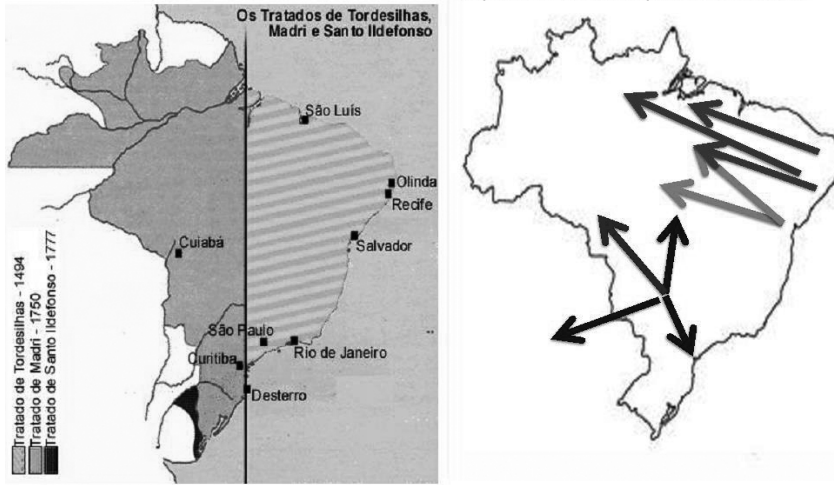 Os Tratados de Tordesilhas,
Madri e Santo Ildefonso
São Luís
Olinda
Recife
Salvador
Cuiabá
São Paulo
Rio de Janeiro
Curitiba
Desterro
Tratado de Tordesilhas - 1494
Tratado de Madri - 1750
Tratado de Santo Ildefonso - 1777